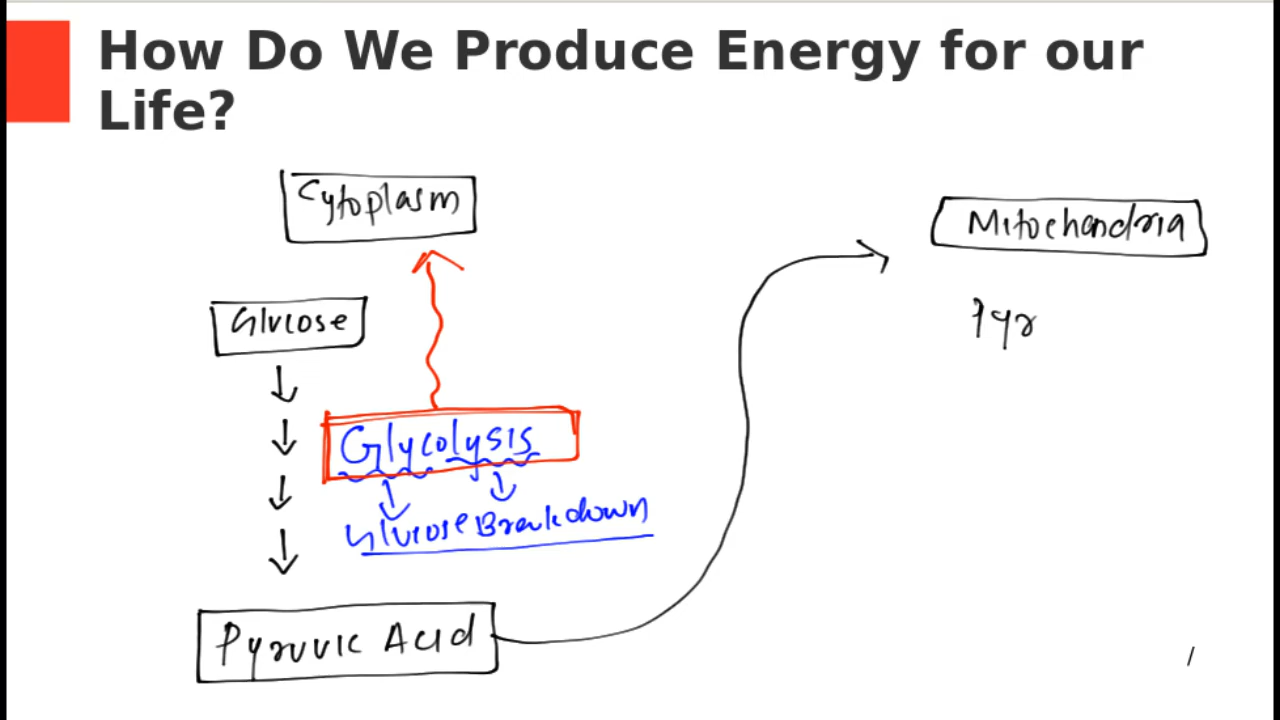 How Do We Produce Energy for our
Life?
Cytoplasm
Mitochondria
Glucose
Pyr
Glycolysis
Glucose Breakdown
Pyruvic Acid
/